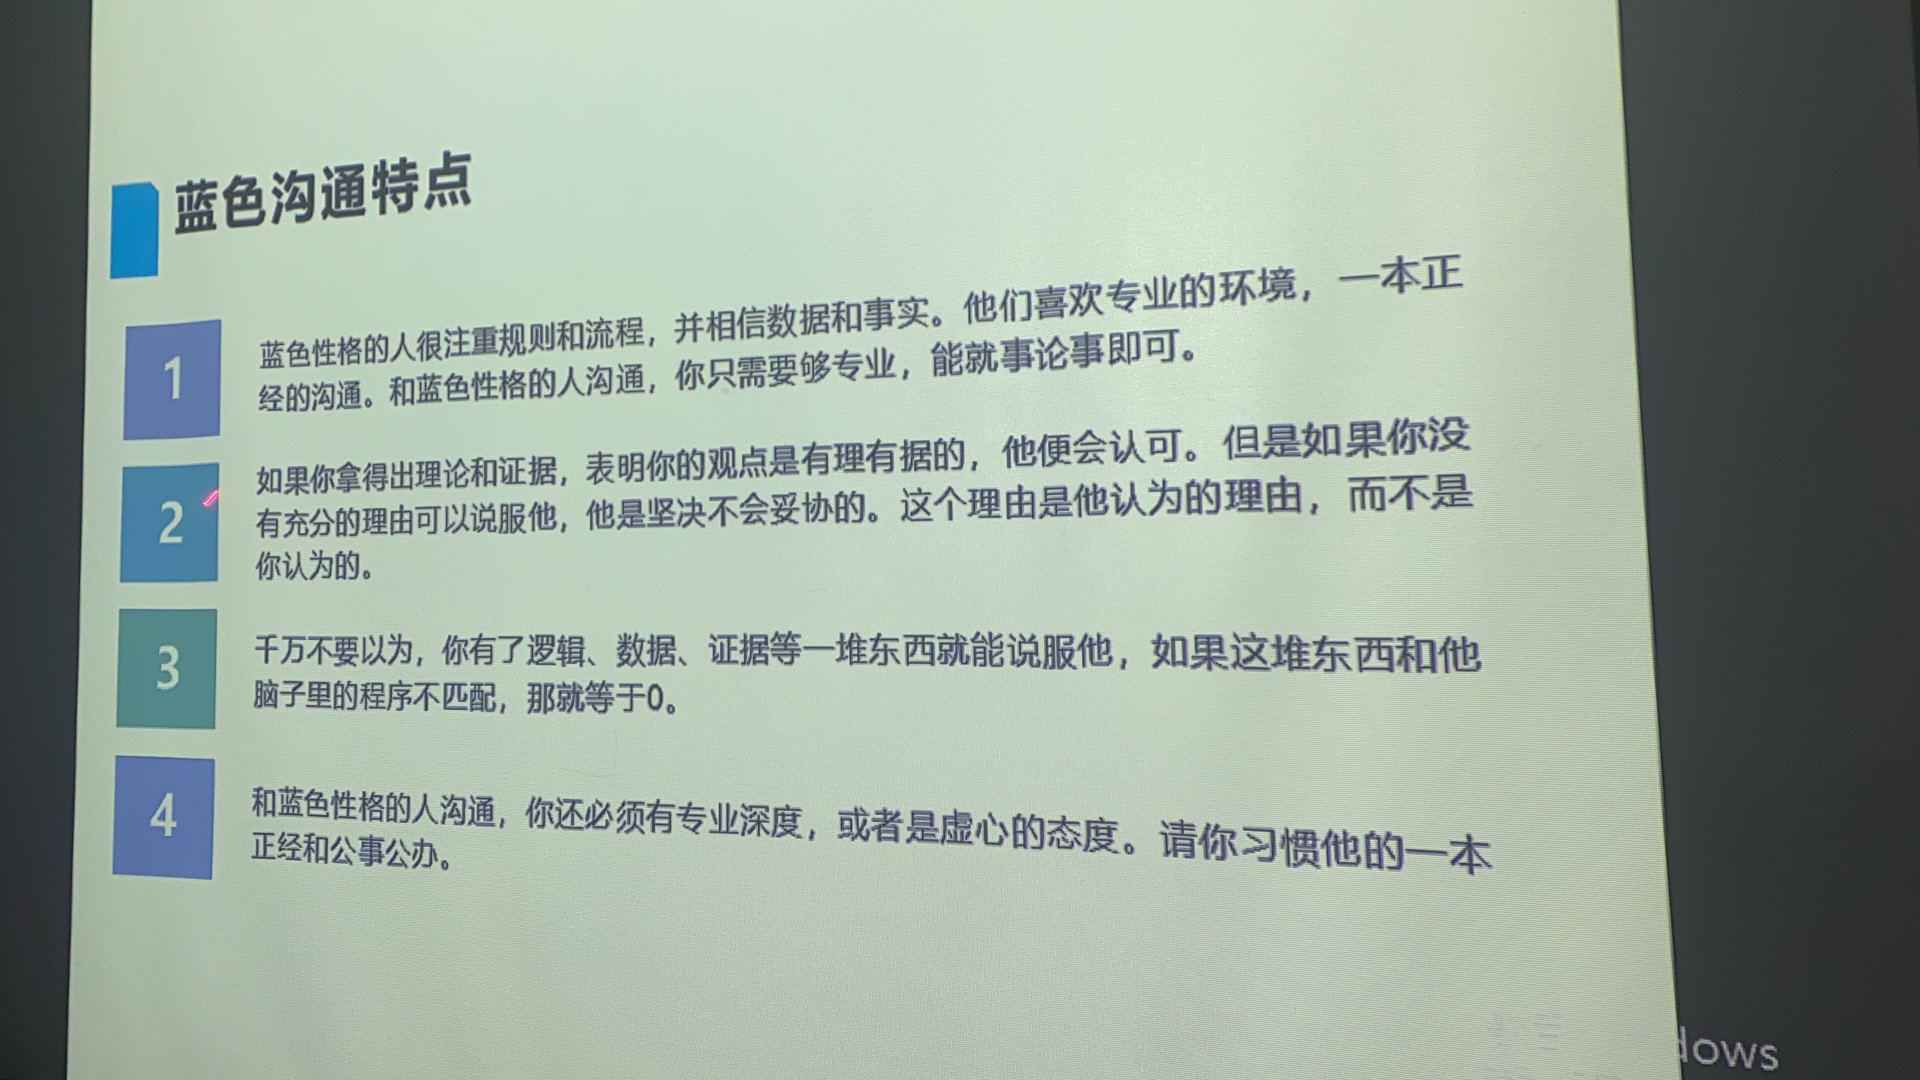 蓝色沟通特点
1
蓝色性格的人很注重规则和流程，并相信数据和事实。他们喜欢专业的环境，一本正
经的沟通。和蓝色性格的人沟通，你只需要够专业，能就事论事即可。
2
如果你拿得出理论和证据，表明你的观点是有理有据的，他便会认可。但是如果你没
有充分的理由可以说服他，他是坚决不会妥协的。这个理由是他认为的理由，而不是
你认为的。
3
千万不要以为，你有了逻辑、数据、证据等一堆东西就能说服他，如果这堆东西和他
脑子里的程序不匹配，那就等于0。
4
和蓝色性格的人沟通，你还必须有专业深度，或者是虚心的态度。请你习惯他的一本
正经和公事公办。
dows